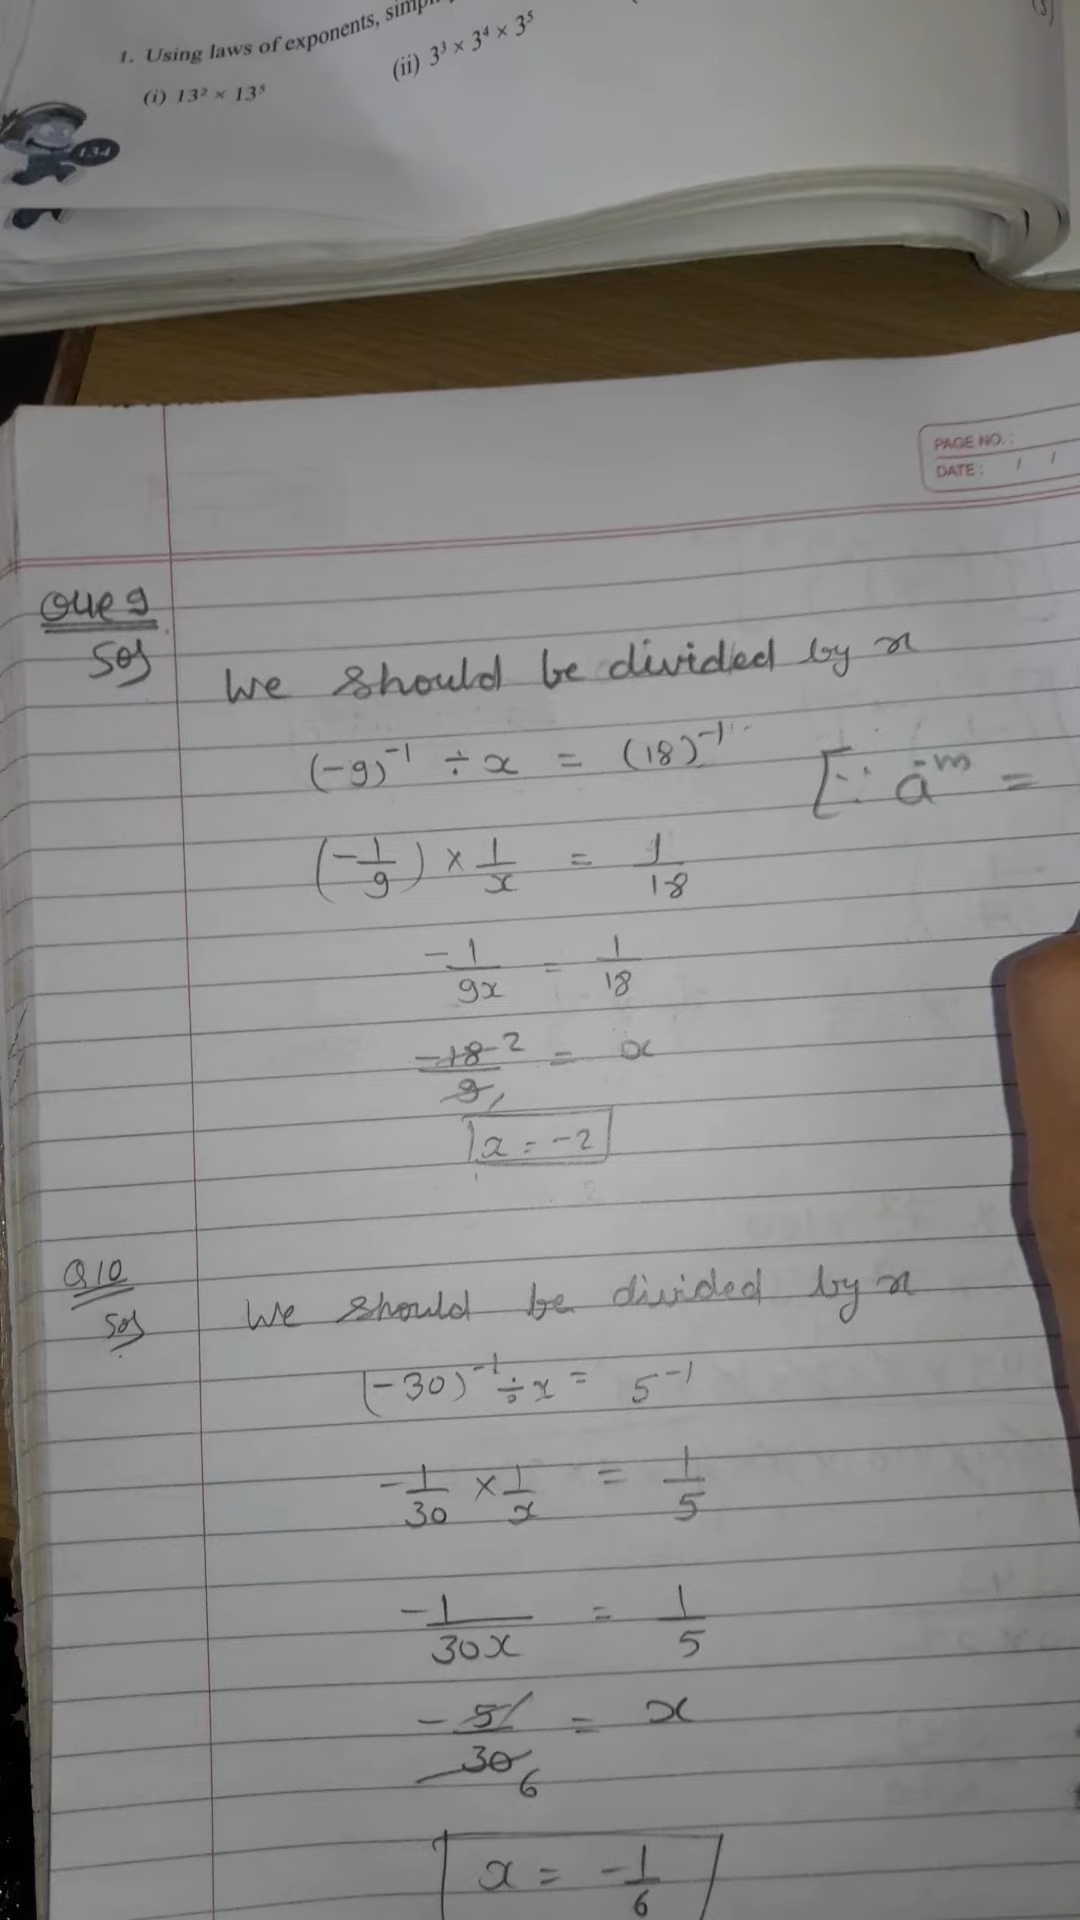 1. Using laws of exponents,
(i) 13² × 13⁵ (ii) 3³ × 3⁴ × 3⁵
134
PAGE NO.:
DATE: / /
Que 9
Sol We should be divided by x
(-9)⁻¹ ÷ x = (18)⁻¹ [∵ a⁻ᵐ =
(-1/9) × 1/x = 1/18
-1/9x = 1/18
-18 2/9 = x
x = -2
Q10
Sol We should be divided by x
(-30)⁻¹ ÷ x = 5⁻¹
-1/30 × 1/x = 1/5
-1/30x = 1/5
-5/30 6 = x
x = -1/6